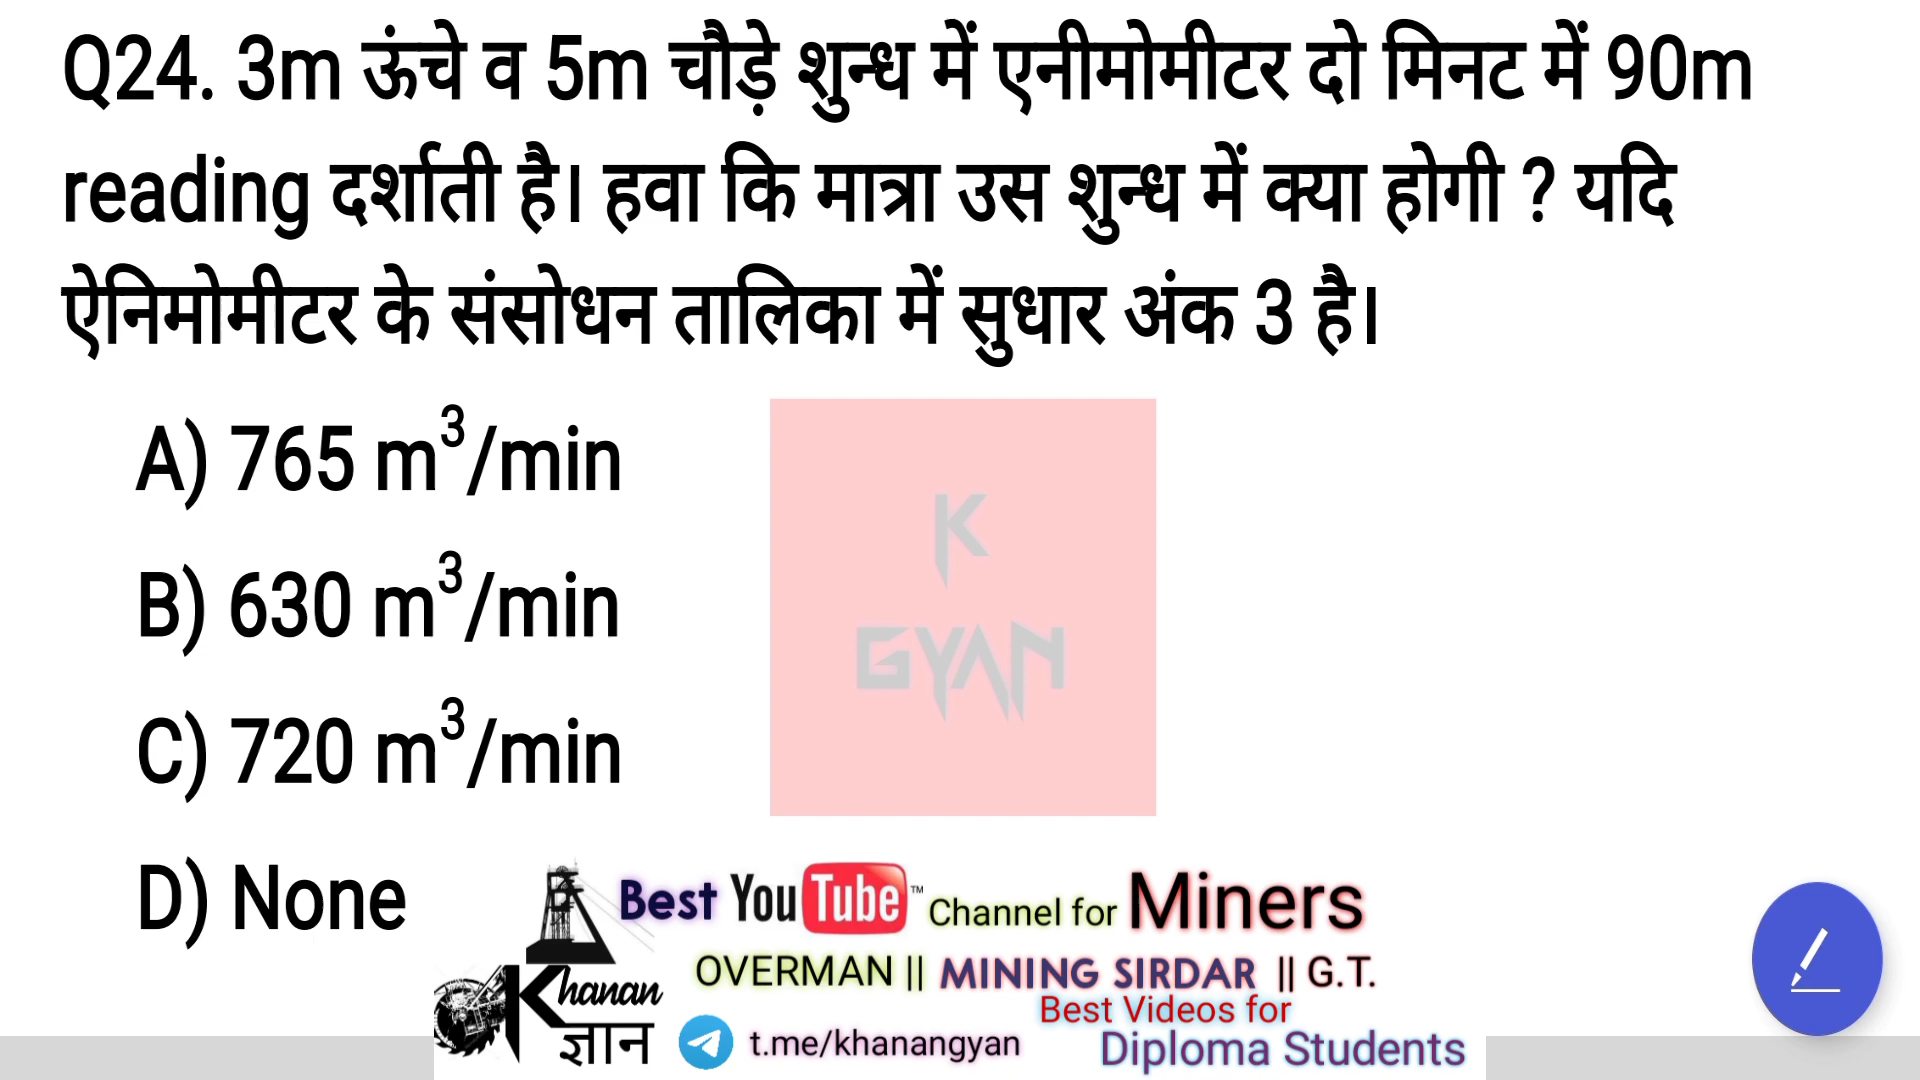 Q24. 3m ऊंचे व 5m चौड़े शुन्ध में एनीमोमीटर दो मिनट में 90m
reading दर्शाती है। हवा कि मात्रा उस शुन्ध में क्या होगी ? यदि
ऐनिमोमीटर के संसोधन तालिका में सुधार अंक 3 है।
A) 765 m³/min
B) 630 m³/min
C) 720 m³/min
D) None
K
GYAN
Best YouTube™ Channel for Miners
OVERMAN || MINING SIRDAR || G.T.
Khanan
ज्ञान
Best Videos for
t.me/khanangyan
Diploma Students